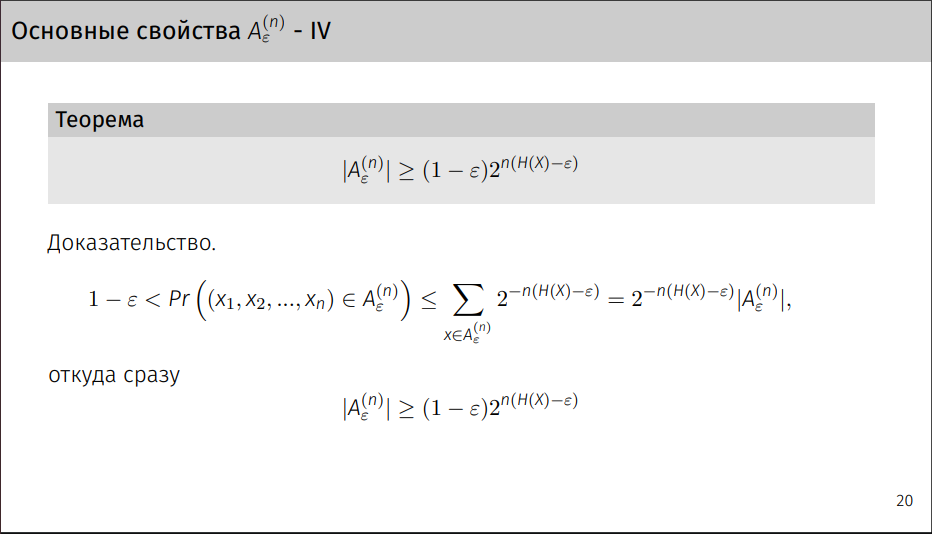 Основные свойства $A_\varepsilon^{(n)}$ - IV
Теорема
$|A_\varepsilon^{(n)}| \geq (1 - \varepsilon)2^{n(H(X)-\varepsilon)}$
Доказательство.
$1 - \varepsilon < Pr\left((x_1, x_2, ..., x_n) \in A_\varepsilon^{(n)}\right) \leq \sum_{x \in A_\varepsilon^{(n)}} 2^{-n(H(X)-\varepsilon)} = 2^{-n(H(X)-\varepsilon)}|A_\varepsilon^{(n)}|,$
откуда сразу
$|A_\varepsilon^{(n)}| \geq (1 - \varepsilon)2^{n(H(X)-\varepsilon)}$
20